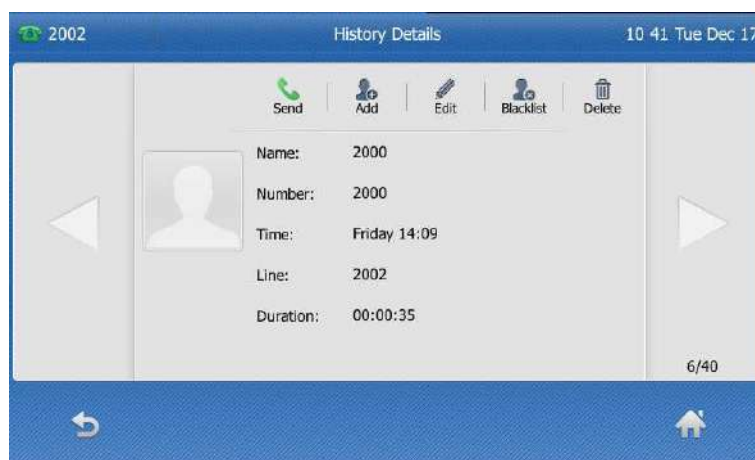 2002 History Details 10 41 Tue Dec 17
Send Add Edit Blacklist Delete
Name: 2000
Number: 2000
Time: Friday 14:09
Line: 2002
Duration: 00:00:35
6/40